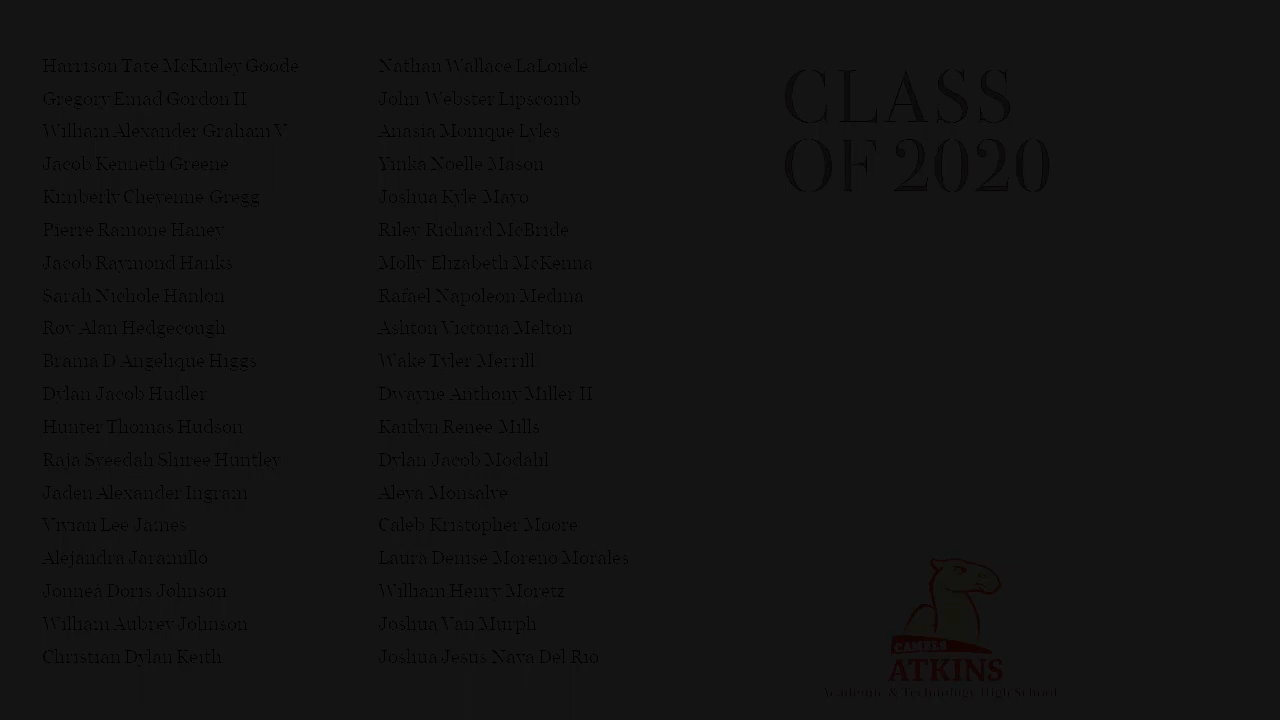 Harrison Tate McKinley Goode
Gregory Emad Gordon II
William Alexander Graham V
Jacob Kenneth Greene
Kimberly Cheyenne Gregg
Pierre Ramone Haney
Jacob Raymond Hanks
Sarah Nichole Hanlon
Roy Alan Hedgecough
Briana D Angelique Higgs
Dylan Jacob Hudler
Hunter Thomas Hudson
Raja Syeedah Shiree Huntley
Jaden Alexander Ingram
Vivian Lee James
Alejandra Jaramillo
Jonnea Doris Johnson
William Aubrey Johnson
Christian Dylan Keith
Nathan Wallace LaLonde
John Webster Lipscomb
Anasia Monique Lyles
Yinka Noelle Mason
Joshua Kyle Mayo
Riley Richard McBride
Molly Elizabeth McKenna
Rafael Napoleon Medina
Ashton Victoria Melton
Wake Tyler Merrill
Dwayne Anthony Miller II
Kaitlyn Renee Mills
Dylan Jacob Modahl
Aleya Monsalve
Caleb Kristopher Moore
Laura Denise Moreno Morales
William Henry Moretz
Joshua Van Murph
Joshua Jesus Nava Del Rio
CLASS
OF 2020
CAMELS
ATKINS
Academic & Technology High School